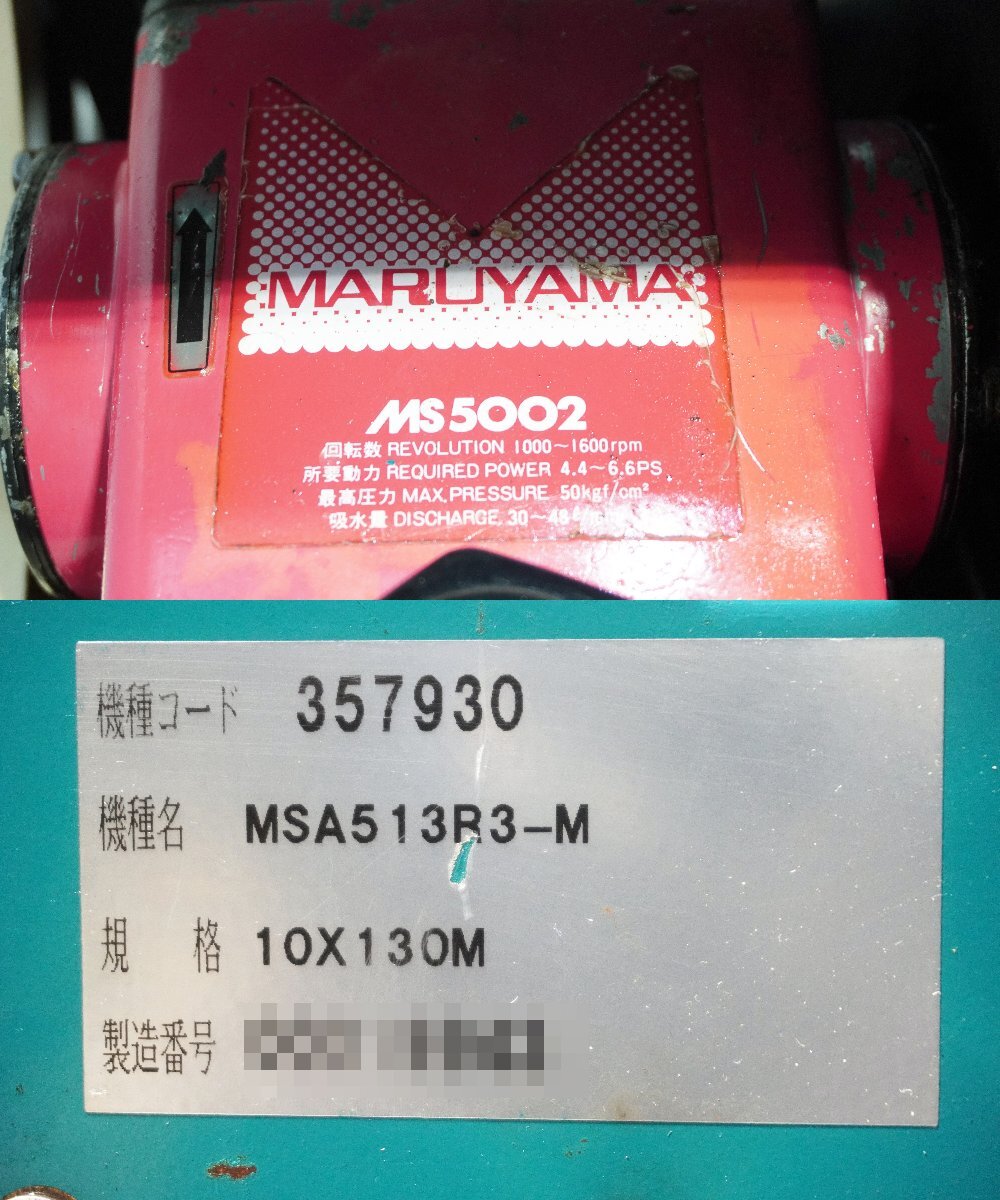 MARUYAMA
MS5002
回転数 REVOLUTION 1000～1600rpm
所要動力 REQUIRED POWER 4.4～6.6PS
最高圧力 MAX.PRESSURE 50kgf/cm²
吸水量 DISCHARGE 30～48
機種コード 357930
機種名 MSA513R3-M
規格 10X130M
製造番号